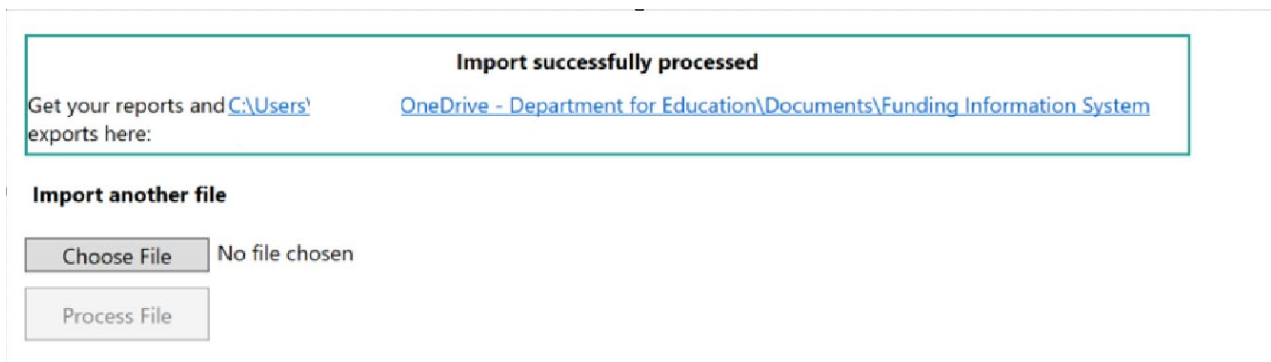 Import successfully processed
Get your reports and C:\Users\ OneDrive - Department for Education\Documents\Funding Information System
exports here:
Import another file
Choose File No file chosen
Process File